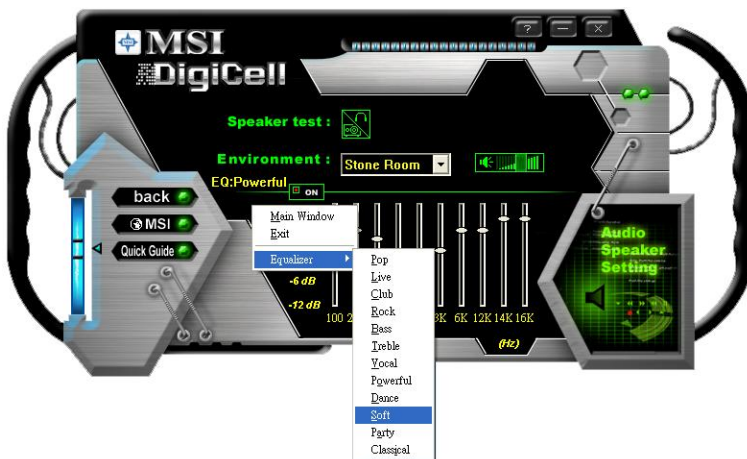 MSI
DigiCell
? — X
Speaker test :
Environment :
Stone Room
EQ:Powerful
ON
back
MSI
Quick Guide
Main Window
Exit
Equalizer
Pop
Live
Club
Rock
Bass
Treble
Vocal
Powerful
Dance
Soft
Party
Classical
-6 dB
-12 dB
100
3K 6K 12K 14K 16K
(Hz)
Audio
Speaker
Setting